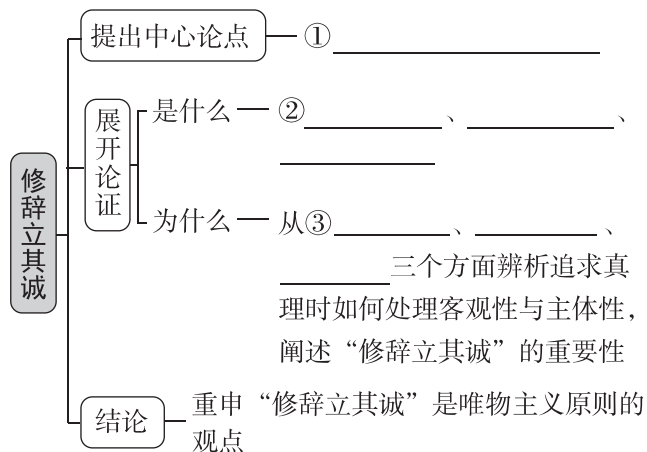 修辞立其诚
提出中心论点
①
展开论证
是什么
②、、
为什么
从③、、
三个方面辨析追求真
理时如何处理客观性与主体性，
阐述“修辞立其诚”的重要性
结论
重申“修辞立其诚”是唯物主义原则的
观点